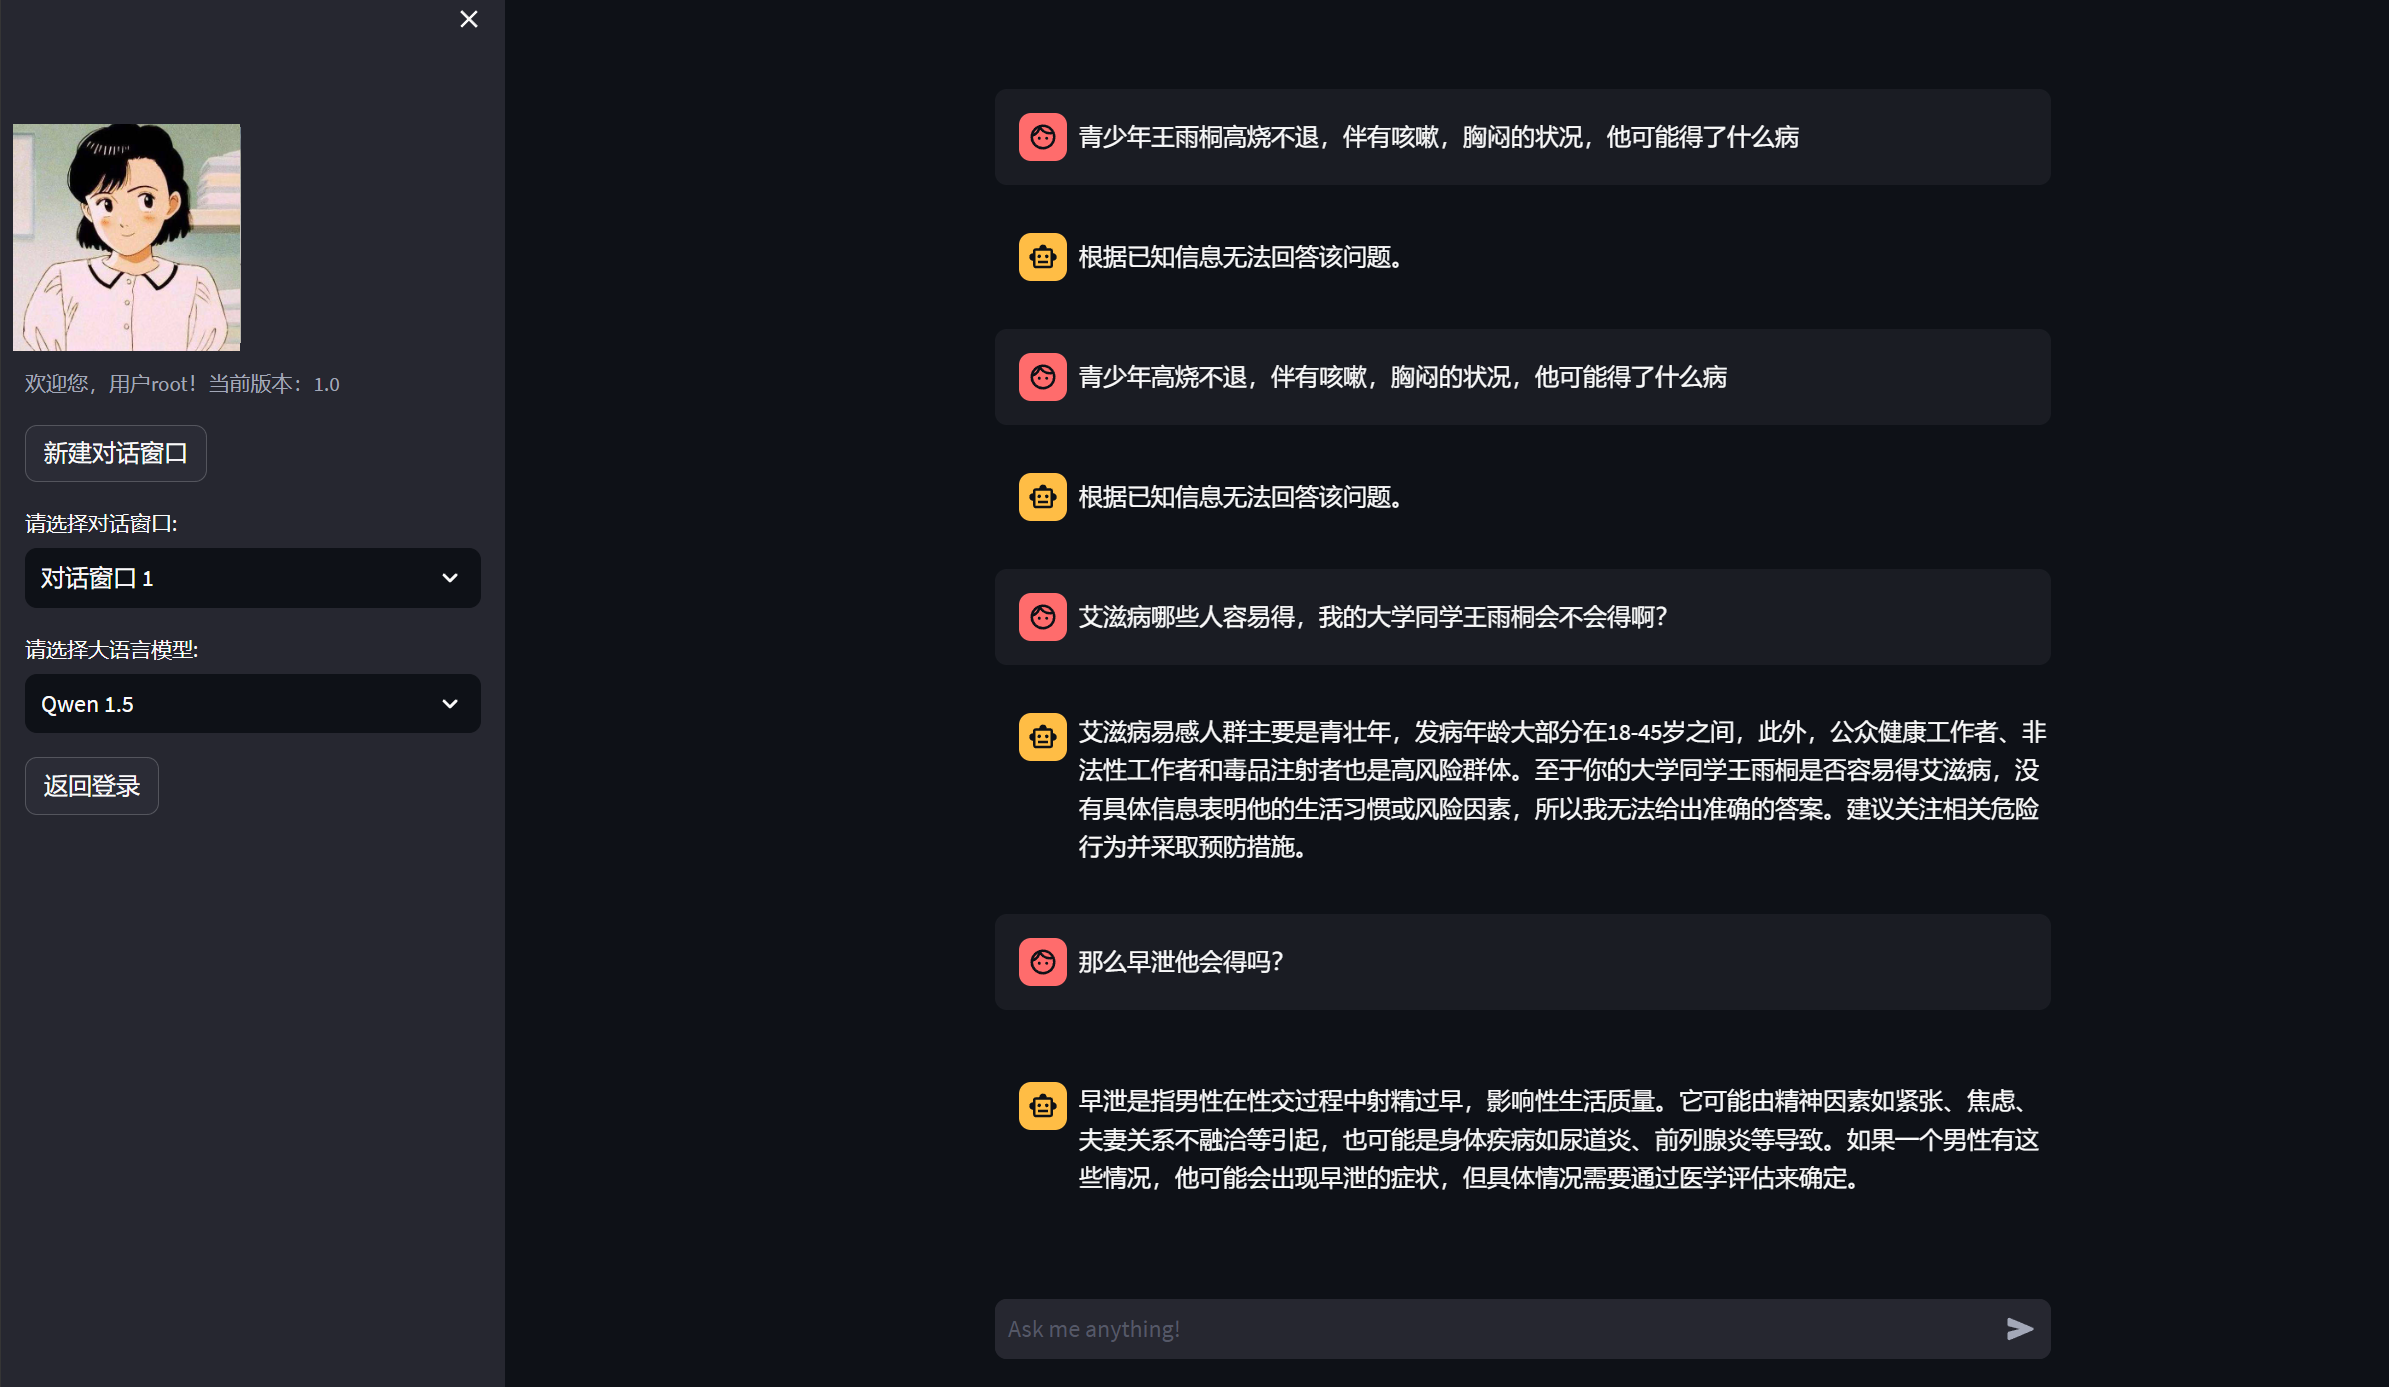 欢迎您，用户root！当前版本：1.0
新建对话窗口
请选择对话窗口:
对话窗口 1
请选择大语言模型:
Qwen 1.5
返回登录
青少年王雨桐高烧不退，伴有咳嗽，胸闷的状况，他可能得了什么病
根据已知信息无法回答该问题。
青少年高烧不退，伴有咳嗽，胸闷的状况，他可能得了什么病
根据已知信息无法回答该问题。
艾滋病哪些人容易得，我的大学同学王雨桐会不会得啊？
艾滋病易感人群主要是青壮年，发病年龄大部分在18-45岁之间，此外，公众健康工作者、非
法性工作者和毒品注射者也是高风险群体。至于你的大学同学王雨桐是否容易得艾滋病，没
有具体信息表明他的生活习惯或风险因素，所以我无法给出准确的答案。建议关注相关危险
行为并采取预防措施。
那么早泄他会得吗？
早泄是指男性在性交过程中射精过早，影响性生活质量。它可能由精神因素如紧张、焦虑、
夫妻关系不融洽等引起，也可能是身体疾病如尿道炎、前列腺炎等导致。如果一个男性有这
些情况，他可能会出现早泄的症状，但具体情况需要通过医学评估来确定。
Ask me anything!